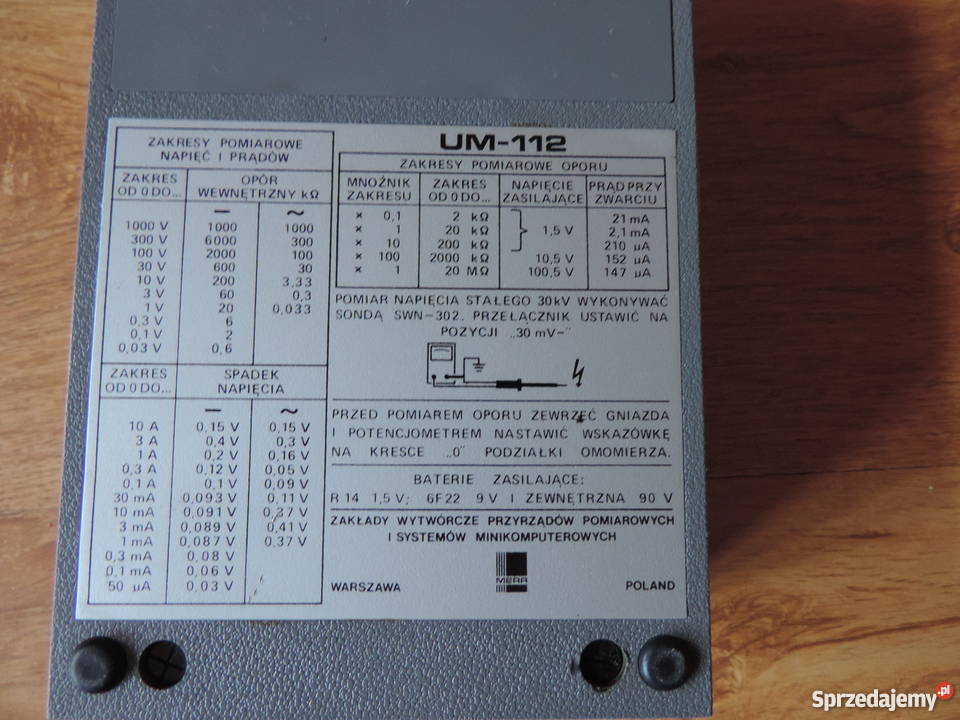 ZAKRESY POMIAROWE
NAPIĘĆ I PRĄDÓW
ZAKRES OD 0 DO... OPÓR WEWNĘTRZNY kΩ
— ~
1000 V 1000 1000
300 V 6000 300
100 V 2000 100
30 V 600 30
10 V 200 3,33
3 V 60 0,3
1 V 20 0,033
0,3 V 6
0,1 V 2
0,03 V 0,6
ZAKRES OD 0 DO... SPADEK NAPIĘCIA
— ~
10 A 0,15 V 0,15 V
3 A 0,4 V 0,3 V
1 A 0,2 V 0,16 V
0,3 A 0,12 V 0,05 V
0,1 A 0,1 V 0,09 V
30 mA 0,093 V 0,11 V
10 mA 0,091 V 0,37 V
3 mA 0,089 V 0,41 V
1 mA 0,087 V 0,37 V
0,3 mA 0,08 V
0,1 mA 0,06 V
50 µA 0,03 V
UM-112
ZAKRESY POMIAROWE OPORU
MNOŻNIK ZAKRESU ZAKRES OD 0 DO... NAPIĘCIE ZASILAJĄCE PRĄD PRZY ZWARCIU
× 0,1 2 kΩ 21 mA
× 1 20 kΩ 1,5 V 2,1 mA
× 10 200 kΩ 210 µA
× 100 2000 kΩ 10,5 V 152 µA
× 1 20 MΩ 100,5 V 147 µA
POMIAR NAPIĘCIA STAŁEGO 30kV WYKONYWAĆ
SONDĄ SWN-302. PRZEŁĄCZNIK USTAWIĆ NA
POZYCJI „30 mV-"
PRZED POMIAREM OPORU ZEWRZEĆ GNIAZDA
I POTENCJOMETREM NASTAWIĆ WSKAZÓWKĘ
NA KRESCE „0" PODZIAŁKI OMOMIERZA.
BATERIE ZASILAJĄCE:
R 14 1,5 V; 6F22 9 V I ZEWNĘTRZNA 90 V
ZAKŁADY WYTWÓRCZE PRZYRZĄDÓW POMIAROWYCH
I SYSTEMÓW MINIKOMPUTEROWYCH
MERA
WARSZAWA POLAND
Sprzedajemy.pl